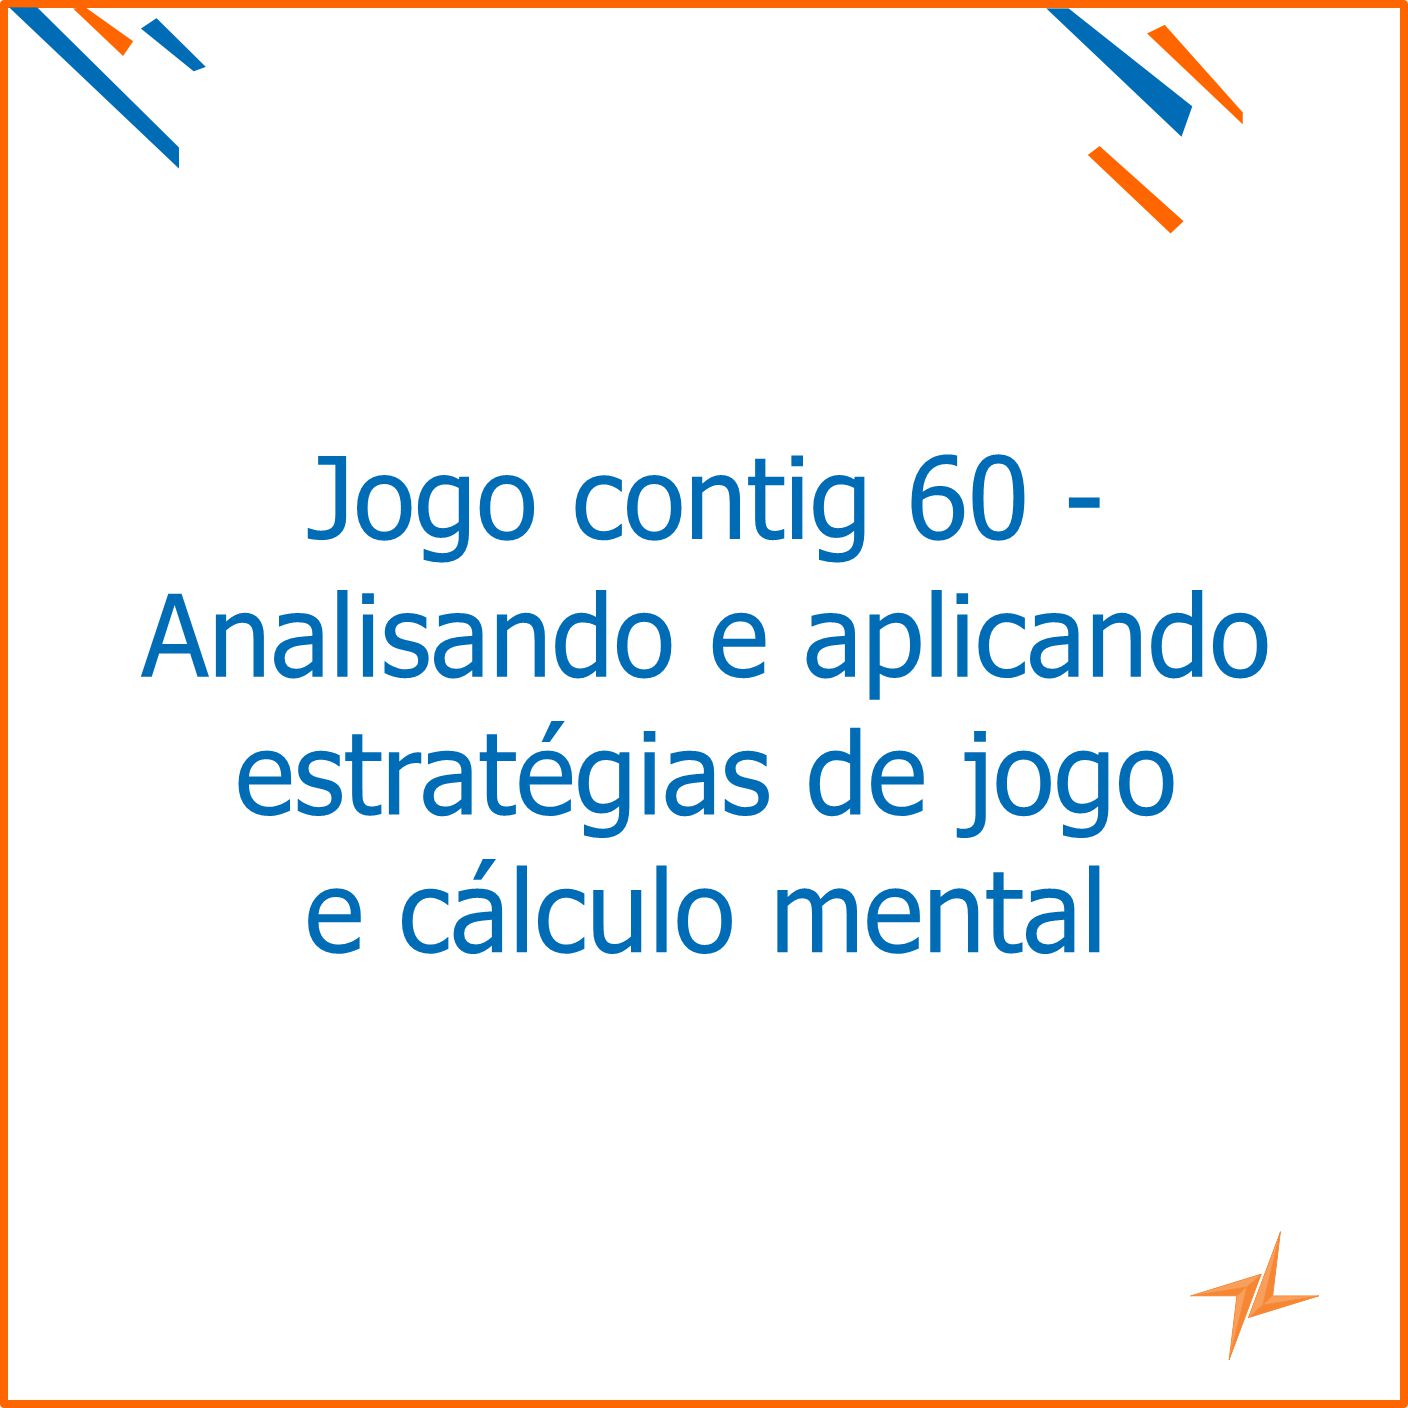 Jogo contig 60 -
Analisando e aplicando
estratégias de jogo
e cálculo mental